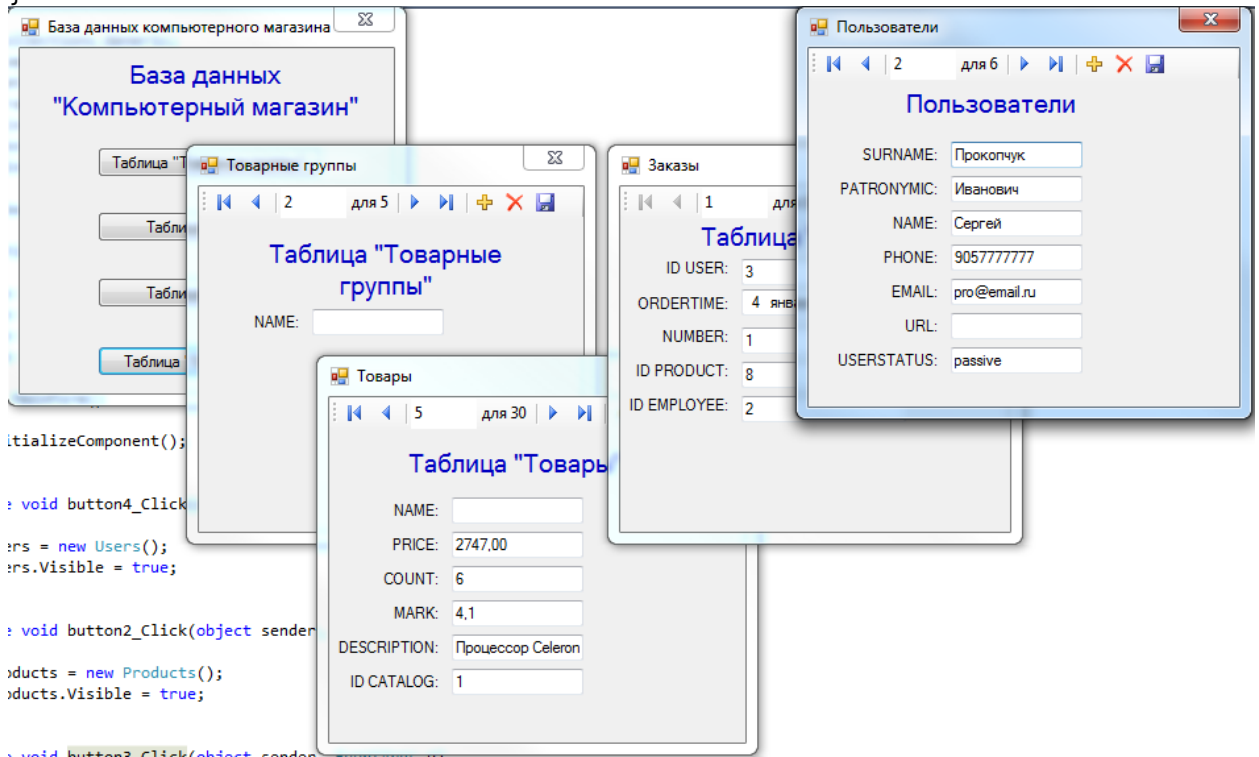 База данных компьютерного магазина
База данных
"Компьютерный магазин"
Таблица
Таблица
Товарные группы
2 для 5
Таблица "Товарные
группы"
NAME:
Товары
5 для 30
Таблица "Товары
NAME:
PRICE: 2747,00
COUNT: 6
MARK: 4,1
DESCRIPTION: Процессор Celeron
ID CATALOG: 1
Заказы
1 для
Таблица
ID USER: 3
ORDERTIME: 4
NUMBER: 1
ID PRODUCT: 8
ID EMPLOYEE: 2
Пользователи
2 для 6
Пользователи
SURNAME: Прокопчук
PATRONYMIC: Иванович
NAME: Сергей
PHONE: 9057777777
EMAIL: pro@email.ru
URL:
USERSTATUS: passive
itializeComponent();
void button4_Click
ers = new Users();
ers.Visible = true;
void button2_Click(object sender
oducts = new Products();
oducts.Visible = true;
void button3_Click(object sender